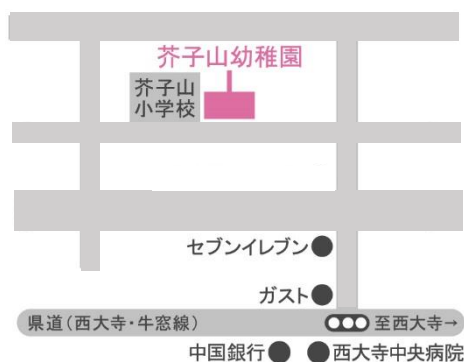 芥子山幼稚園
芥子山
小学校
セブンイレブン
ガスト
県道(西大寺・牛窓線)
至西大寺→
中国銀行
西大寺中央病院